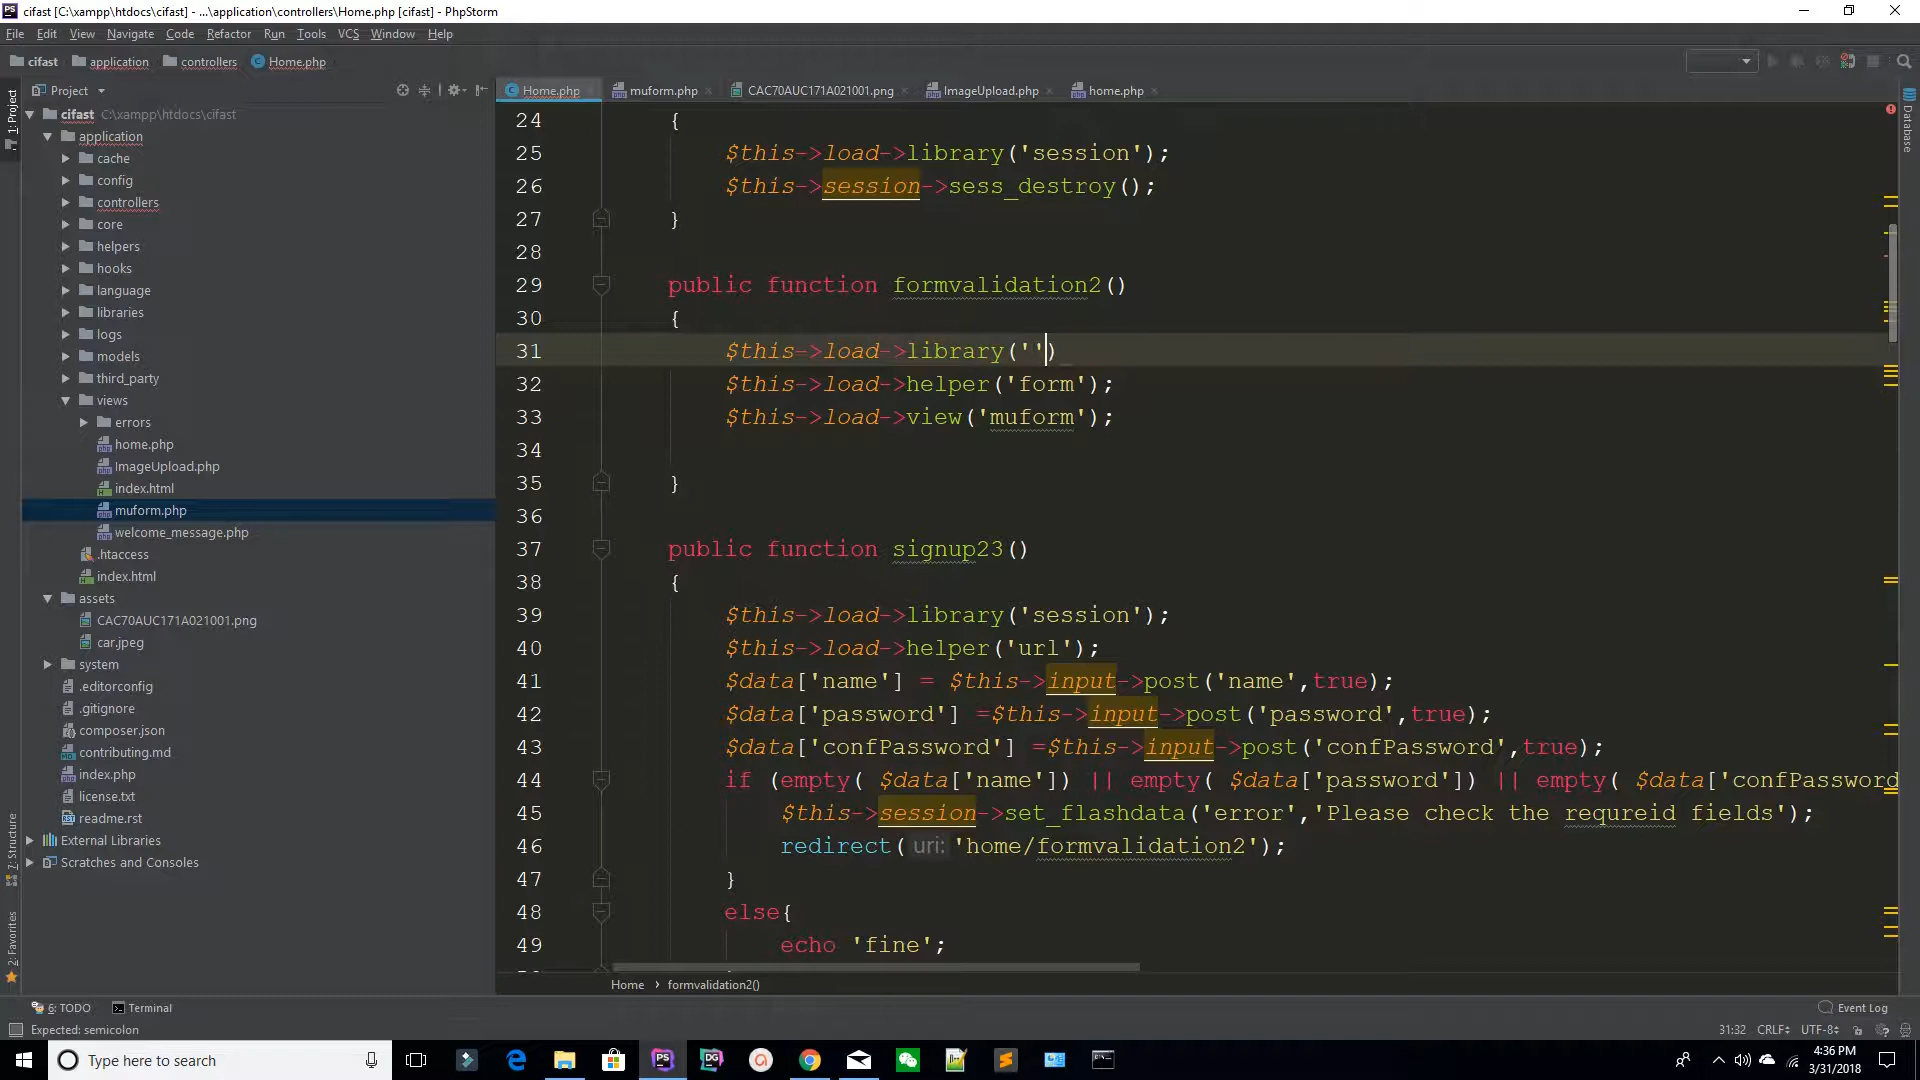 cifast [C:\xampp\htdocs\cifast] - ...\application\controllers\Home.php [cifast] - PhpStorm
File Edit View Navigate Code Refactor Run Tools VCS Window Help
cifast application controllers Home.php
Project
Home.php muform.php CAC70AUC171A021001.png ImageUpload.php home.php
1: Project
Database
cifast C:\xampp\htdocs\cifast
application
cache
config
controllers
core
helpers
hooks
language
libraries
logs
models
third_party
views
errors
home.php
ImageUpload.php
index.html
muform.php
welcome_message.php
.htaccess
index.html
assets
CAC70AUC171A021001.png
car.jpeg
system
.editorconfig
.gitignore
composer.json
contributing.md
index.php
license.txt
readme.rst
External Libraries
Scratches and Consoles
7: Structure
2: Favorites
24 {
25 $this->load->library('session');
26 $this->session->sess_destroy();
27 }
28
29 public function formvalidation2()
30 {
31 $this->load->library('')
32 $this->load->helper('form');
33 $this->load->view('muform');
34
35 }
36
37 public function signup23()
38 {
39 $this->load->library('session');
40 $this->load->helper('url');
41 $data['name'] = $this->input->post('name',true);
42 $data['password'] =$this->input->post('password',true);
43 $data['confPassword'] =$this->input->post('confPassword',true);
44 if (empty( $data['name']) || empty( $data['password']) || empty( $data['confPassword
45 $this->session->set_flashdata('error','Please check the requreid fields');
46 redirect( uri: 'home/formvalidation2');
47 }
48 else{
49 echo 'fine';
Home › formvalidation2()
6: TODO Terminal Event Log
Expected: semicolon 31:32 CRLF UTF-8
Type here to search
4:36 PM
3/31/2018